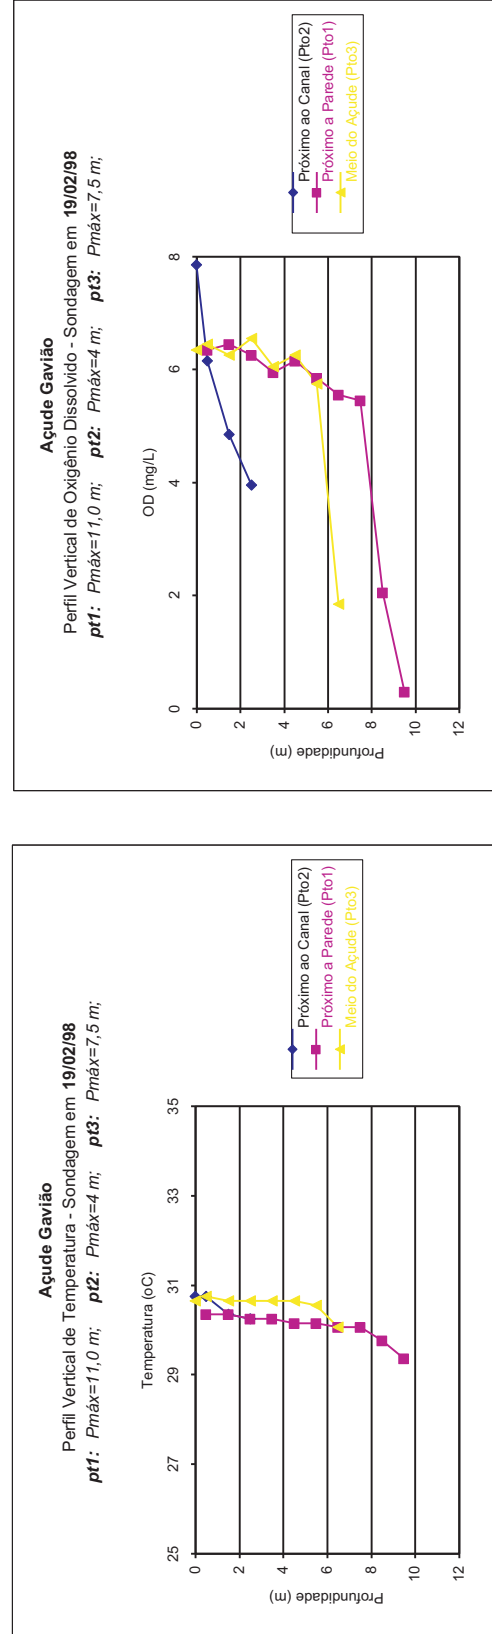 Açude Gavião
Perfil Vertical de Temperatura - Sondagem em 19/02/98
pt1: Pmáx=11,0 m; pt2: Pmáx=4 m; pt3: Pmáx=7,5 m;
Temperatura (oC)
25 27 29 31 33 35
Profundidade (m)
0
2
4
6
8
10
12
Próximo ao Canal (Pto2)
Próximo a Parede (Pto1)
Meio do Açude (Pto3)
Açude Gavião
Perfil Vertical de Oxigênio Dissolvido - Sondagem em 19/02/98
pt1: Pmáx=11,0 m; pt2: Pmáx=4 m; pt3: Pmáx=7,5 m;
OD (mg/L)
0 2 4 6 8
Profundidade (m)
0
2
4
6
8
10
12
Próximo ao Canal (Pto2)
Próximo a Parede (Pto1)
Meio do Açude (Pto3)